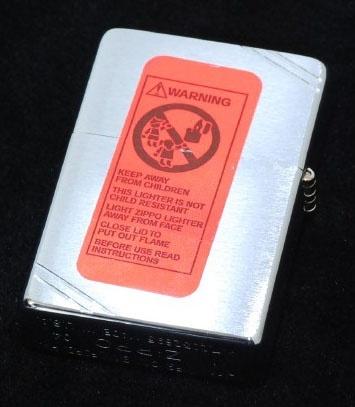 WARNING
KEEP AWAY
FROM CHILDREN
THIS LIGHTER IS NOT
CHILD RESISTANT
LIGHT ZIPPO LIGHTER
AWAY FROM FACE
CLOSE LID TO
PUT OUT FLAME
BEFORE USE READ
INSTRUCTIONS